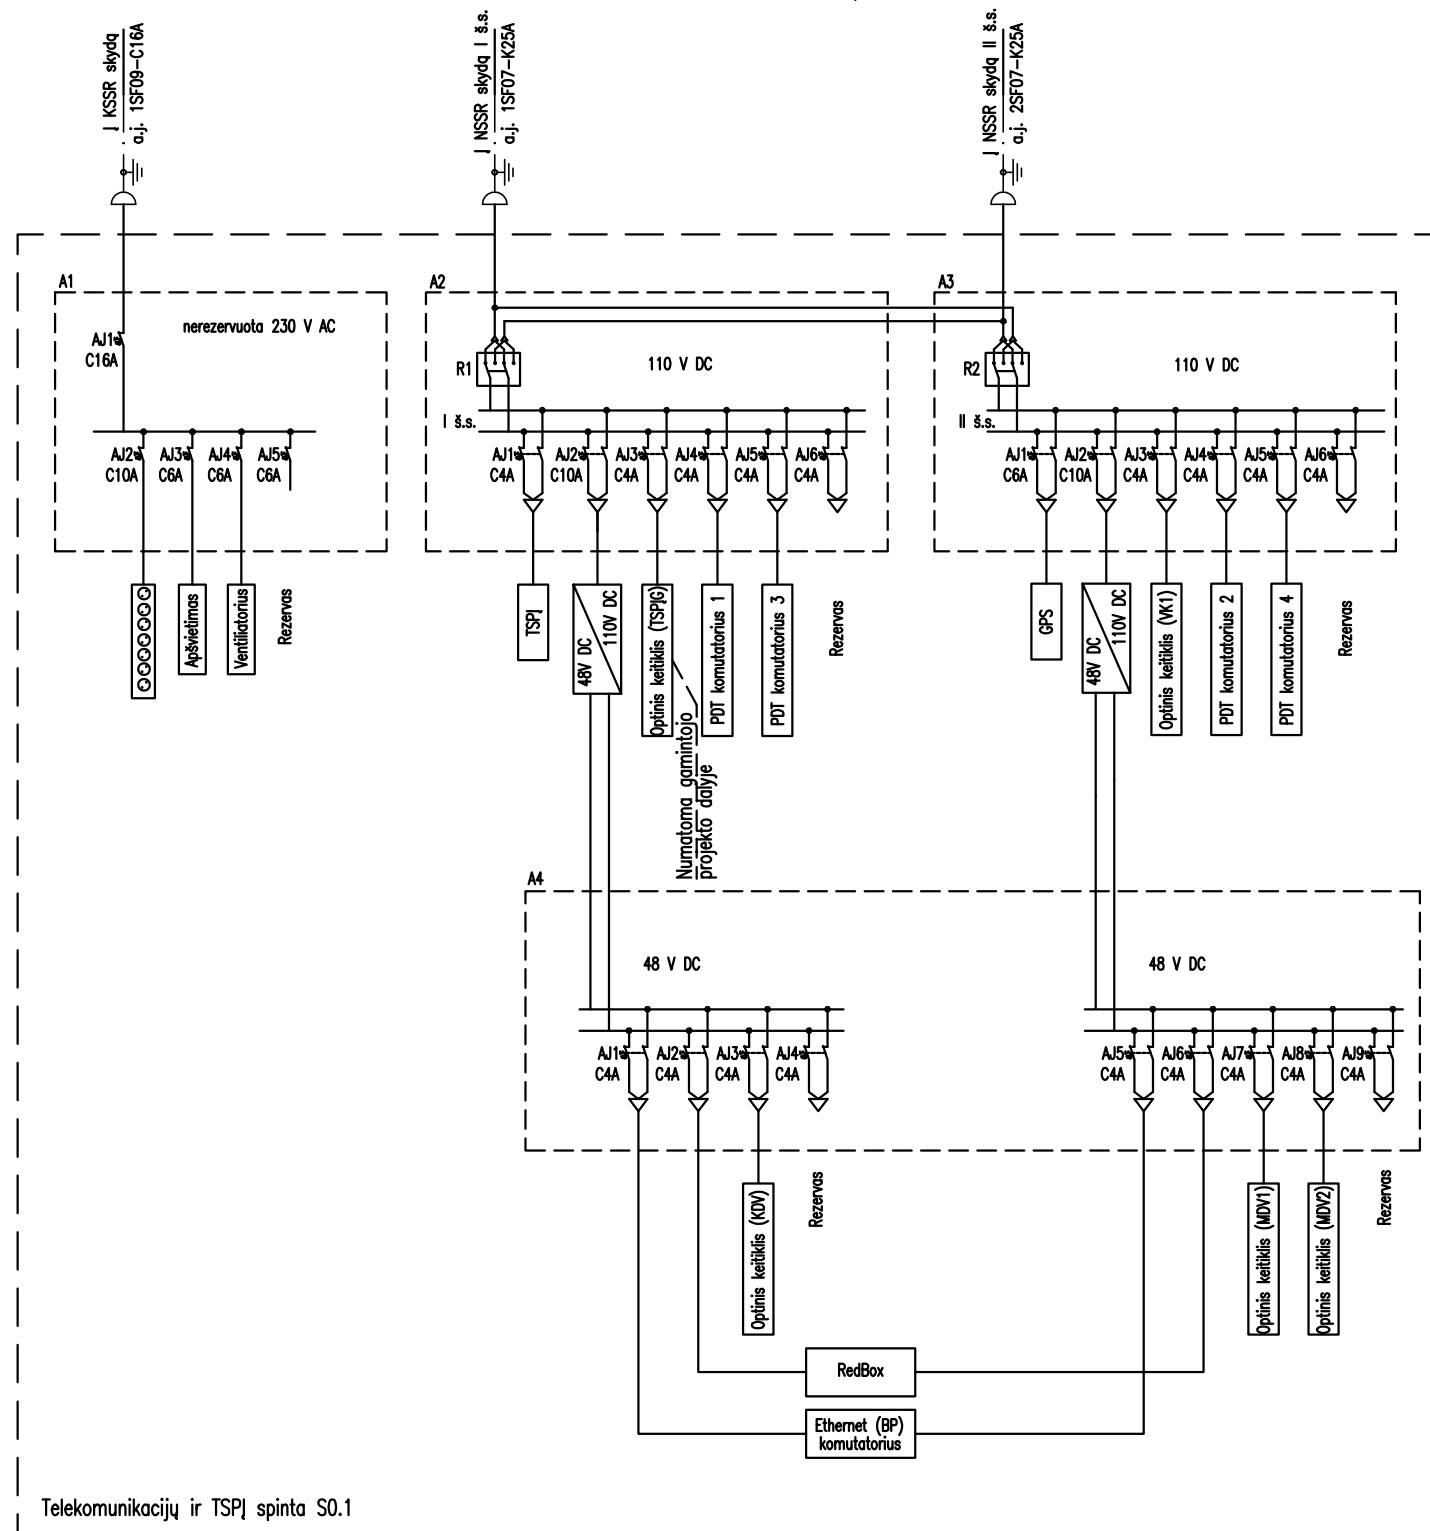 Į KSSR skydą
a.j. 1SF09-C16A
Į NSSR skydą I š.s.
a.j. 1SF07-K25A
Į NSSR skydą II š.s.
a.j. 2SF07-K25A
A1
nerezervuota 230 V AC
AJ1
C16A
AJ2
C10A
AJ3
C6A
AJ4
C6A
AJ5
C6A
Apšvietimas
Ventiliatorius
Rezervas
A2
R1
110 V DC
I š.s.
AJ1
C4A
AJ2
C10A
AJ3
C4A
AJ4
C4A
AJ5
C4A
AJ6
C4A
TSPĮ
48V DC
110V DC
Optinis keitiklis (TSPĮG)
PDT komutatorius 1
PDT komutatorius 3
Rezervas
Numatoma gamintojo
projekto dalyje
A3
R2
110 V DC
II š.s.
AJ1
C6A
AJ2
C10A
AJ3
C4A
AJ4
C4A
AJ5
C4A
AJ6
C4A
GPS
48V DC
110V DC
Optinis keitiklis (VK1)
PDT komutatorius 2
PDT komutatorius 4
Rezervas
A4
48 V DC
AJ1
C4A
AJ2
C4A
AJ3
C4A
AJ4
C4A
Optinis keitiklis (KDV)
Rezervas
48 V DC
AJ5
C4A
AJ6
C4A
AJ7
C4A
AJ8
C4A
AJ9
C4A
Optinis keitiklis (MDV1)
Optinis keitiklis (MDV2)
Rezervas
RedBox
Ethernet (BP)
komutatorius
Telekomunikacijų ir TSPĮ spinta S0.1